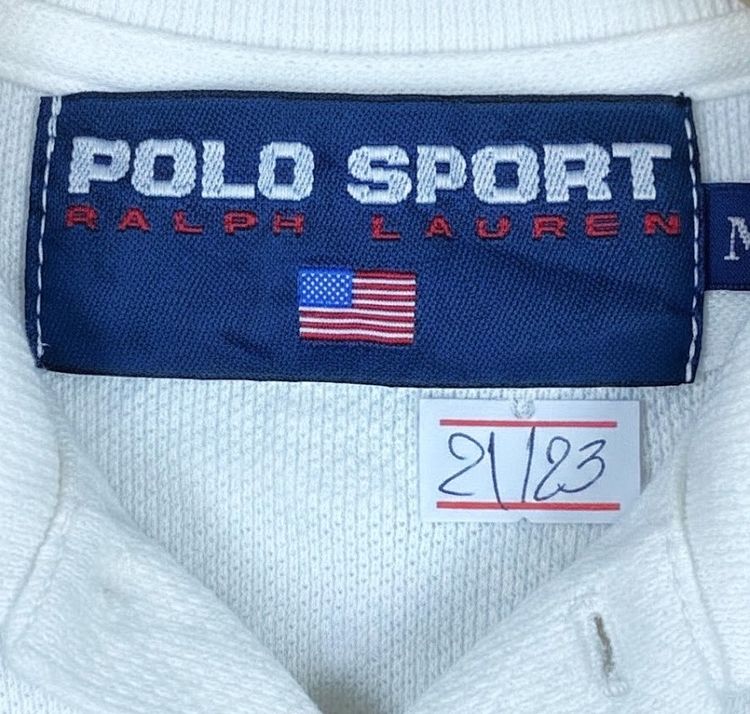 POLO SPORT
RALPH LAUREN
M
21/23